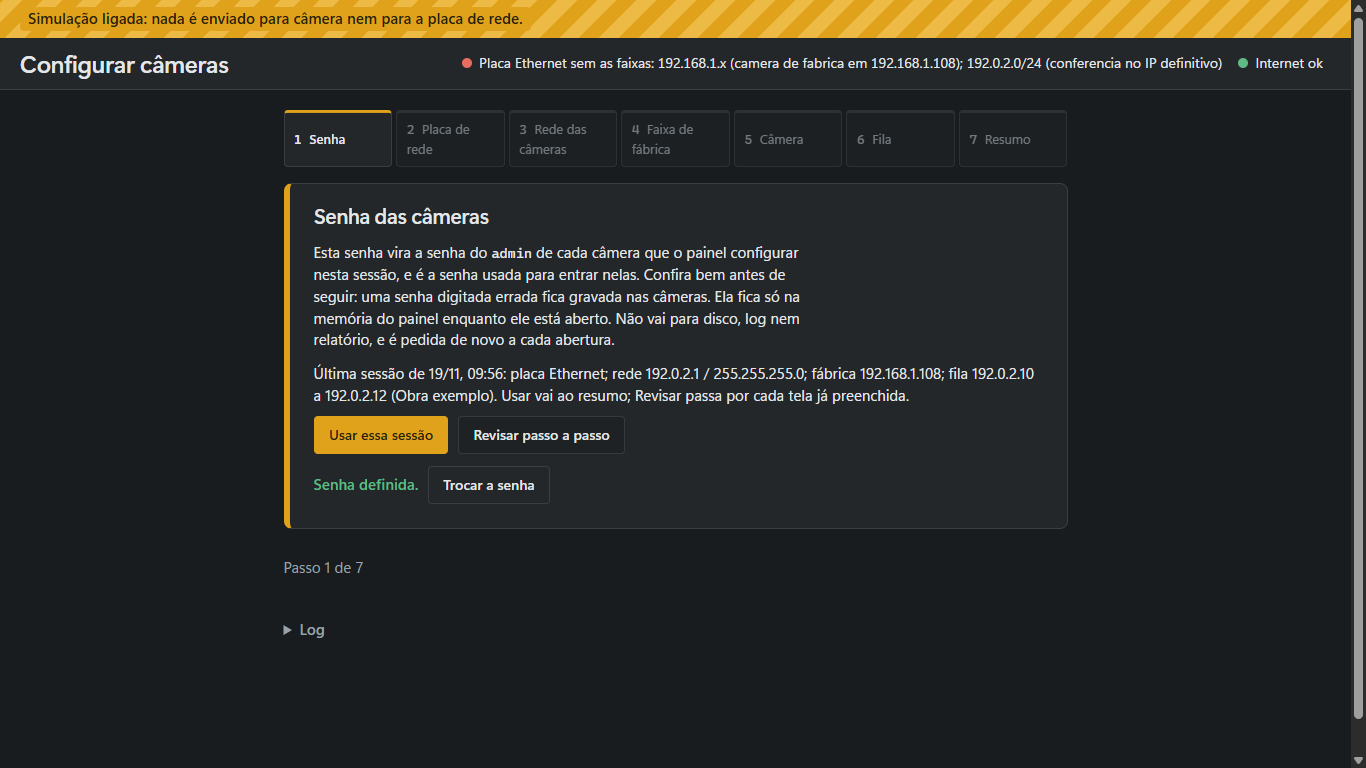 Simulação ligada: nada é enviado para câmera nem para a placa de rede.
Configurar câmeras
Placa Ethernet sem as faixas: 192.168.1.x (camera de fabrica em 192.168.1.108); 192.0.2.0/24 (conferencia no IP definitivo)
Internet ok
1 Senha
2 Placa de
rede
3 Rede das
câmeras
4 Faixa de
fábrica
5 Câmera
6 Fila
7 Resumo
Senha das câmeras
Esta senha vira a senha do admin de cada câmera que o painel configurar
nesta sessão, e é a senha usada para entrar nelas. Confira bem antes de
seguir: uma senha digitada errada fica gravada nas câmeras. Ela fica só na
memória do painel enquanto ele está aberto. Não vai para disco, log nem
relatório, e é pedida de novo a cada abertura.
Última sessão de 19/11, 09:56: placa Ethernet; rede 192.0.2.1 / 255.255.255.0; fábrica 192.168.1.108; fila 192.0.2.10
a 192.0.2.12 (Obra exemplo). Usar vai ao resumo; Revisar passa por cada tela já preenchida.
Usar essa sessão
Revisar passo a passo
Senha definida.
Trocar a senha
Passo 1 de 7
Log